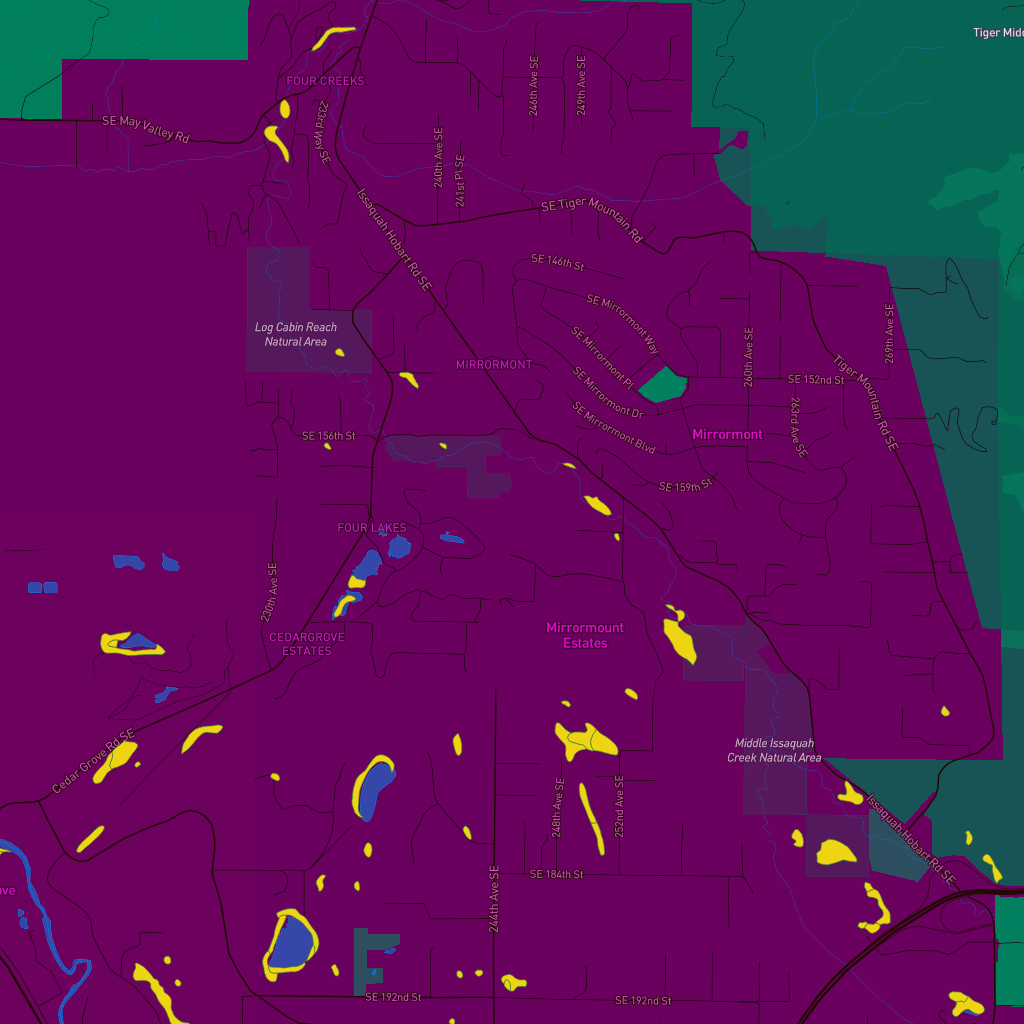 Tiger Midd
FOUR CREEKS
246th Ave SE
249th Ave SE
SE May Valley Rd
233rd Way SE
240th Ave SE
241st Pl SE
Issaquah Hobart Rd SE
SE Tiger Mountain Rd
SE 146th St
SE Mirrormont Way
Log Cabin Reach
Natural Area
269th Ave SE
SE Mirrormont Pl
260th Ave SE
MIRRORMONT
SE 152nd St
Tiger Mountain Rd SE
SE Mirrormont Dr
SE Mirrormont Blvd
263rd Ave SE
SE 156th St
Mirrormont
SE 159th St
FOUR LAKES
230th Ave SE
CEDARGROVE
ESTATES
Mirrormount
Estates
Cedar Grove Rd SE
Middle Issaquah
Creek Natural Area
248th Ave SE
252nd Ave SE
Issaquah Hobart Rd SE
SE 184th St
ove
244th Ave SE
SE 192nd St
SE 192nd St